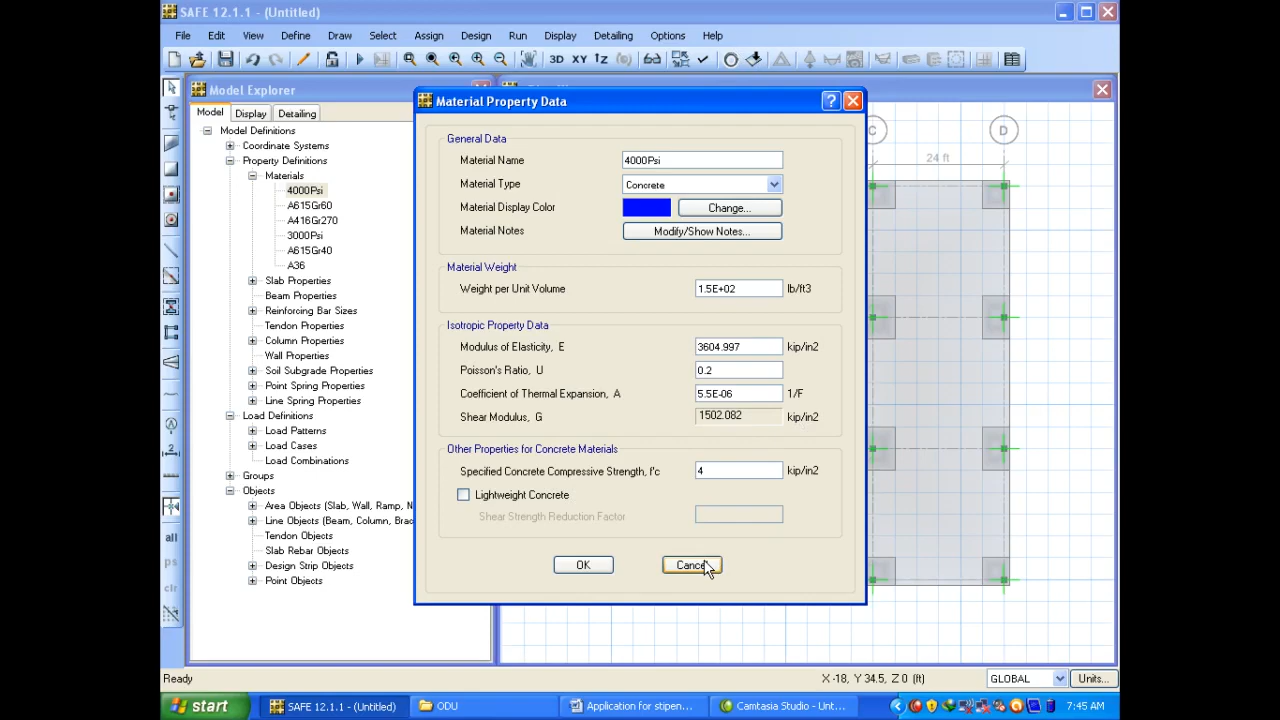 SAFE 12.1.1 - (Untitled)
File Edit View Define Draw Select Assign Design Run Display Detailing Options Help
3D XY XZ
Model Explorer
Model Display Detailing
Model Definitions
Coordinate Systems
Property Definitions
Materials
4000Psi
A615Gr60
A416Gr270
3000Psi
A615Gr40
A36
Slab Properties
Beam Properties
Reinforcing Bar Sizes
Tendon Properties
Column Properties
Wall Properties
Soil Subgrade Properties
Point Spring Properties
Line Spring Properties
Load Definitions
Load Patterns
Load Cases
Load Combinations
Groups
Objects
Area Objects (Slab, Wall, Ramp, N
Line Objects (Beam, Column, Brac
Tendon Objects
Slab Rebar Objects
Design Strip Objects
Point Objects
all
ps
clr
Material Property Data
General Data
Material Name 4000Psi
Material Type Concrete
Material Display Color Change...
Material Notes Modify/Show Notes...
Material Weight
Weight per Unit Volume 1.5E+02 lb/ft3
Isotropic Property Data
Modulus of Elasticity, E 3604.997 kip/in2
Poisson's Ratio, U 0.2
Coefficient of Thermal Expansion, A 5.5E-06 1/F
Shear Modulus, G 1502.082 kip/in2
Other Properties for Concrete Materials
Specified Concrete Compressive Strength, f'c 4 kip/in2
Lightweight Concrete
Shear Strength Reduction Factor
OK Cancel
C D
24 ft
Ready X -18, Y 34.5, Z 0 (ft) GLOBAL Units...
start SAFE 12.1.1 - (Untitled) ODU Application for stipen... Camtasia Studio - Unt... 7:45 AM